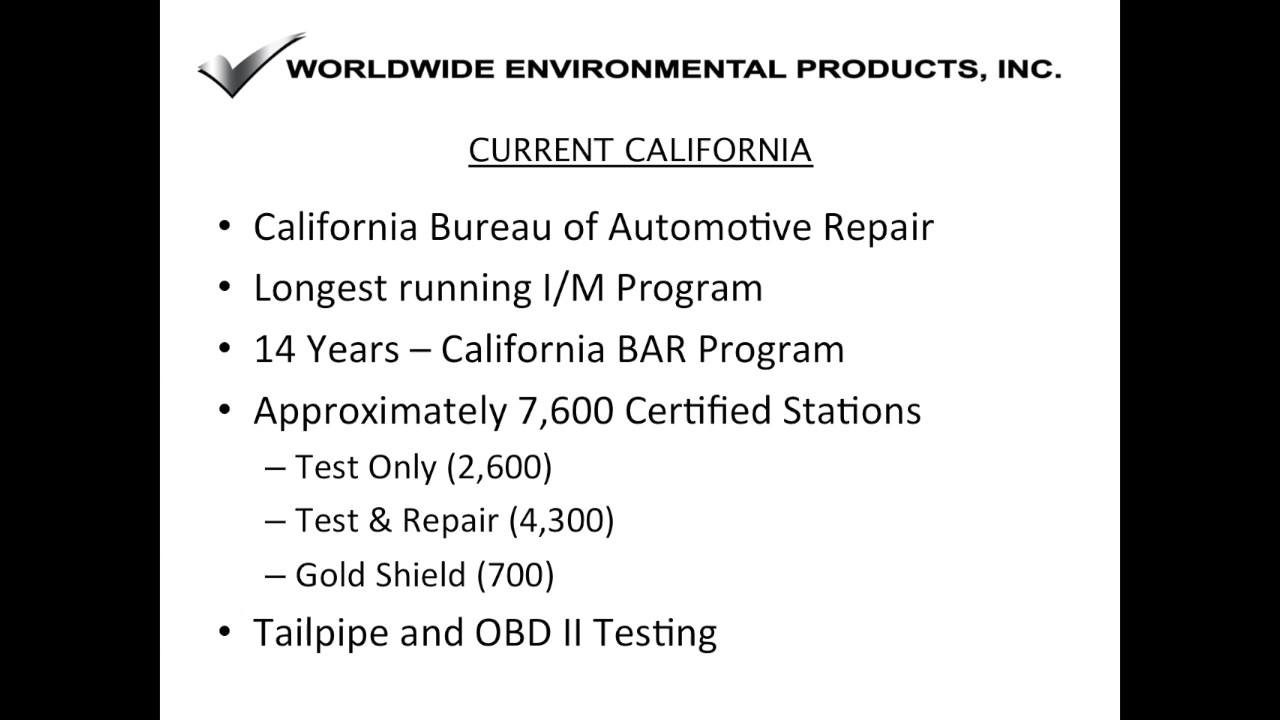 WORLDWIDE ENVIRONMENTAL PRODUCTS, INC.
CURRENT CALIFORNIA
• California Bureau of Automotive Repair
• Longest running I/M Program
• 14 Years – California BAR Program
• Approximately 7,600 Certified Stations
– Test Only (2,600)
– Test & Repair (4,300)
– Gold Shield (700)
• Tailpipe and OBD II Testing